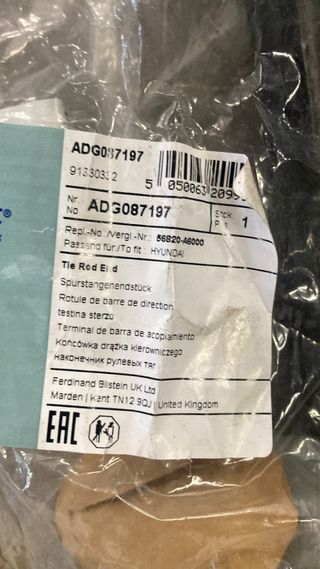 ADG087197
91330332
5 050063 2099
Nr.
No.
ADG087197
Stck.
1
Repl.-No./Vergl.-Nr.: 56820-A6000
Passend für/To fit: HYUNDAI
Tie Rod End
Spurstangenendstück
Rotule de barre de direction
testina sterzo
Terminal de barra de acoplamiento
Końcówka drążka kierowniczego
наконечник рулевых тяг
Ferdinand Bilstein UK Ltd
Marden | Kent TN12 9QJ | United Kingdom
EAC